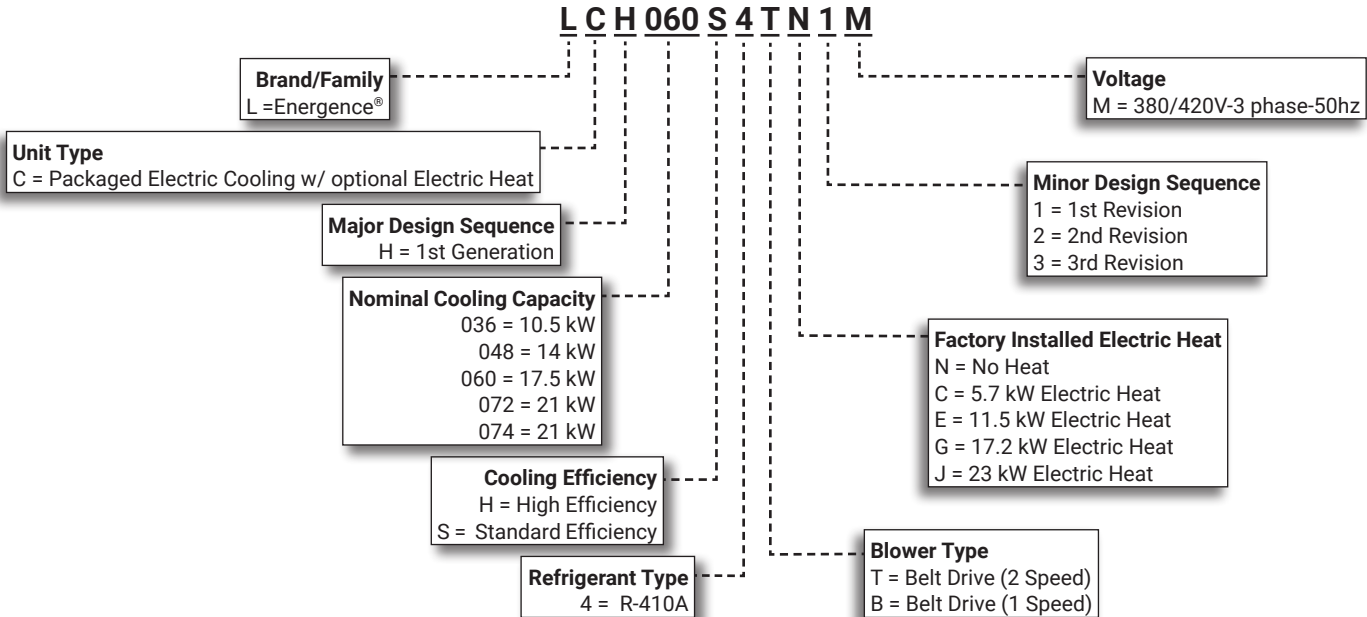 L C H 060 S 4 T N 1 M
Brand/Family
L =Energence®
Unit Type
C = Packaged Electric Cooling w/ optional Electric Heat
Major Design Sequence
H = 1st Generation
Nominal Cooling Capacity
036 = 10.5 kW
048 = 14 kW
060 = 17.5 kW
072 = 21 kW
074 = 21 kW
Cooling Efficiency
H = High Efficiency
S = Standard Efficiency
Refrigerant Type
4 = R-410A
Voltage
M = 380/420V-3 phase-50hz
Minor Design Sequence
1 = 1st Revision
2 = 2nd Revision
3 = 3rd Revision
Factory Installed Electric Heat
N = No Heat
C = 5.7 kW Electric Heat
E = 11.5 kW Electric Heat
G = 17.2 kW Electric Heat
J = 23 kW Electric Heat
Blower Type
T = Belt Drive (2 Speed)
B = Belt Drive (1 Speed)